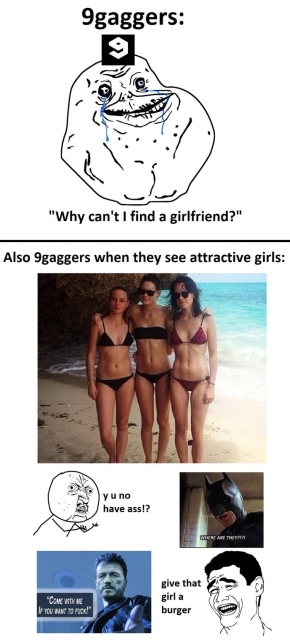 9gaggers:
9
"Why can't I find a girlfriend?"
Also 9gaggers when they see attractive girls:
y u no
have ass!?
WHERE ARE THEY?!?!
"COME WITH ME
IF YOU WANT TO FUCK!"
give that
girl a
burger